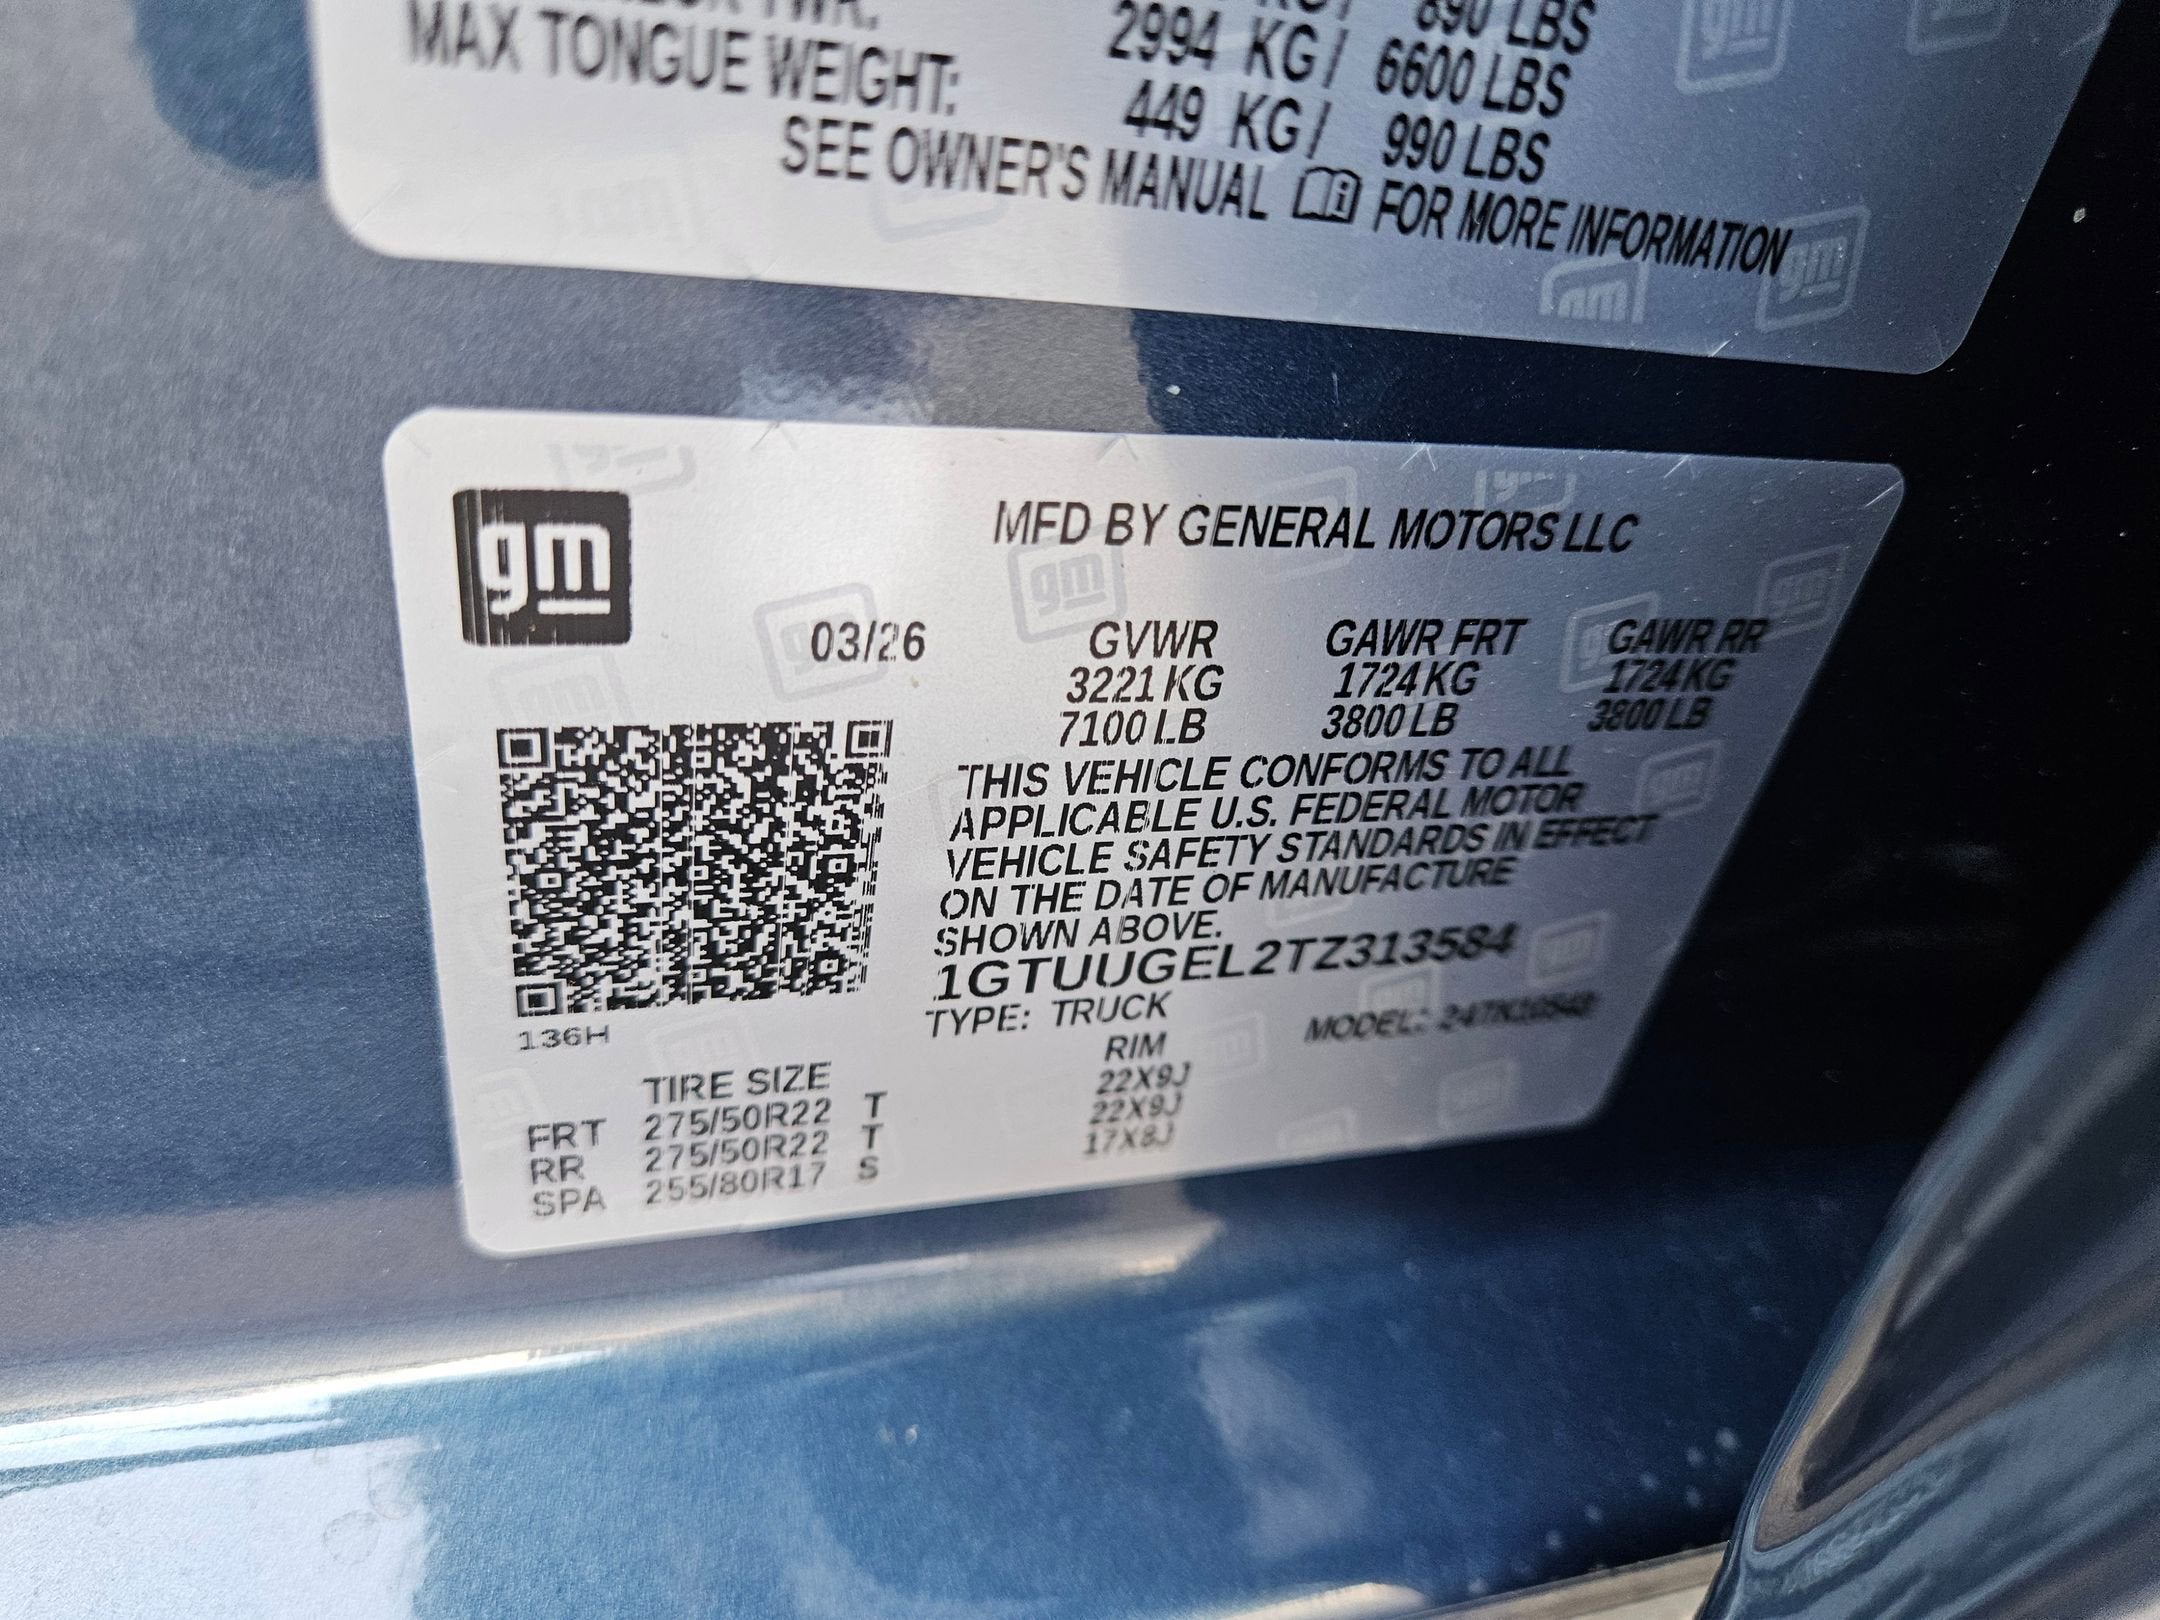 890 LBS
2994 KG / 6600 LBS
MAX TONGUE WEIGHT: 449 KG / 990 LBS
SEE OWNER'S MANUAL FOR MORE INFORMATION
gm
MFD BY GENERAL MOTORS LLC
03/26
GVWR GAWR FRT GAWR RR
3221 KG 1724 KG 1724 KG
7100 LB 3800 LB 3800 LB
THIS VEHICLE CONFORMS TO ALL
APPLICABLE U.S. FEDERAL MOTOR
VEHICLE SAFETY STANDARDS IN EFFECT
ON THE DATE OF MANUFACTURE
SHOWN ABOVE.
1GTUUGEL2TZ313584
TYPE: TRUCK MODEL:
136H
TIRE SIZE RIM
FRT 275/50R22 T 22X9J
RR 275/50R22 T 22X9J
SPA 255/80R17 S 17X8J